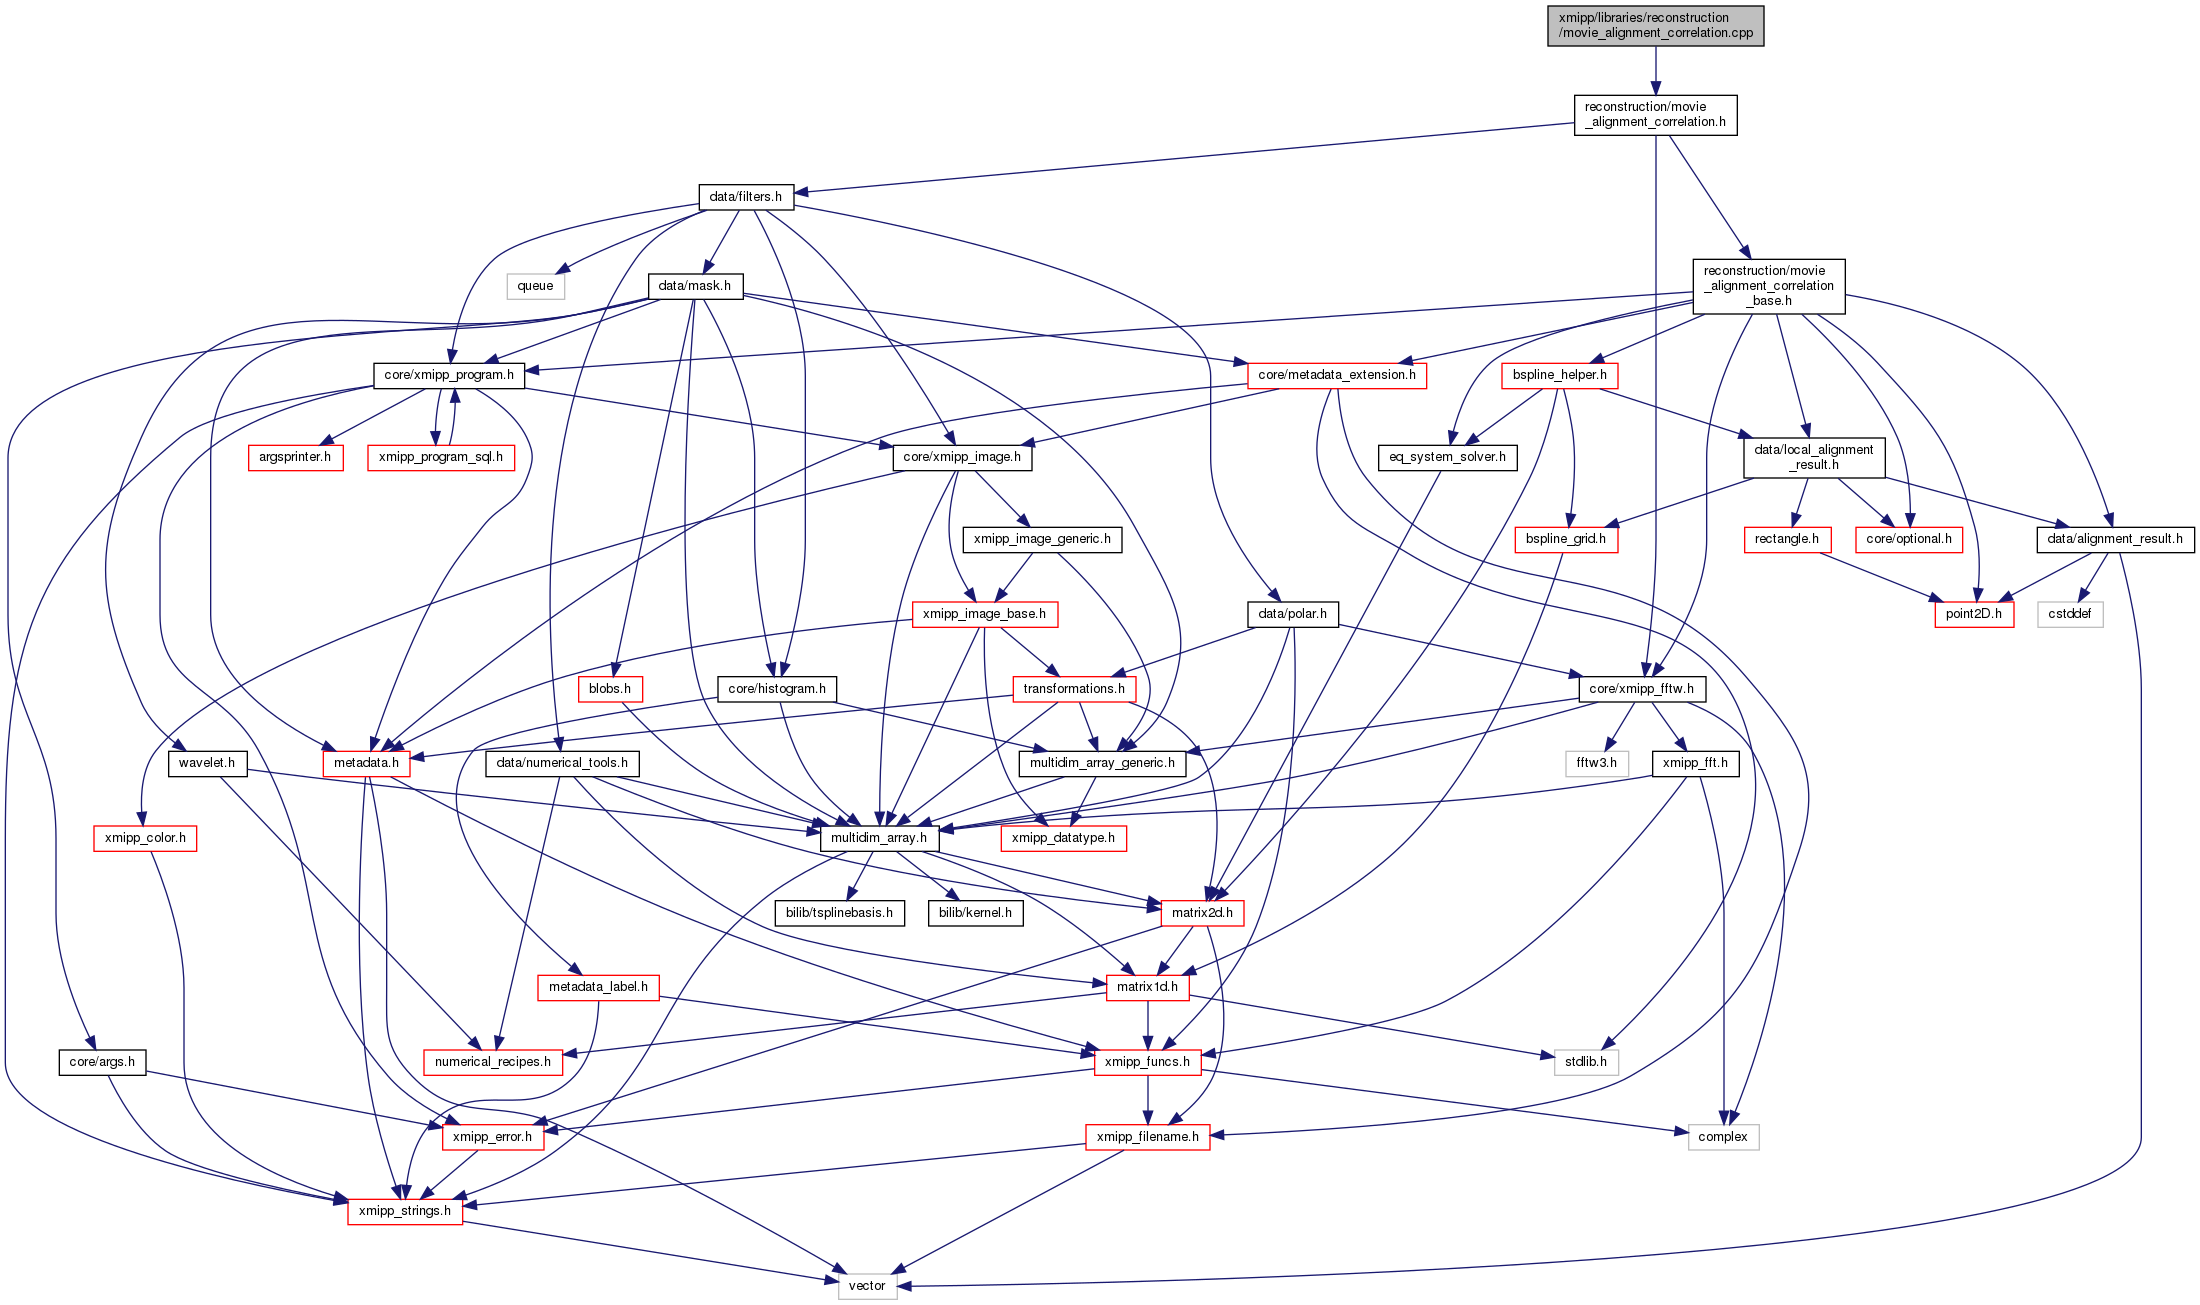 xmipp/libraries/reconstruction
/movie_alignment_correlation.cpp
reconstruction/movie
_alignment_correlation.h
data/filters.h
queue
data/mask.h
reconstruction/movie
_alignment_correlation
_base.h
core/xmipp_program.h
core/metadata_extension.h
bspline_helper.h
argsprinter.h
xmipp_program_sql.h
core/xmipp_image.h
eq_system_solver.h
data/local_alignment
_result.h
xmipp_image_generic.h
bspline_grid.h
rectangle.h
core/optional.h
data/alignment_result.h
xmipp_image_base.h
data/polar.h
point2D.h
cstddef
blobs.h
core/histogram.h
transformations.h
core/xmipp_fftw.h
wavelet.h
metadata.h
data/numerical_tools.h
multidim_array_generic.h
fftw3.h
xmipp_fft.h
xmipp_color.h
multidim_array.h
xmipp_datatype.h
bilib/tsplinebasis.h
bilib/kernel.h
matrix2d.h
metadata_label.h
matrix1d.h
core/args.h
numerical_recipes.h
xmipp_funcs.h
stdlib.h
xmipp_error.h
xmipp_filename.h
complex
xmipp_strings.h
vector